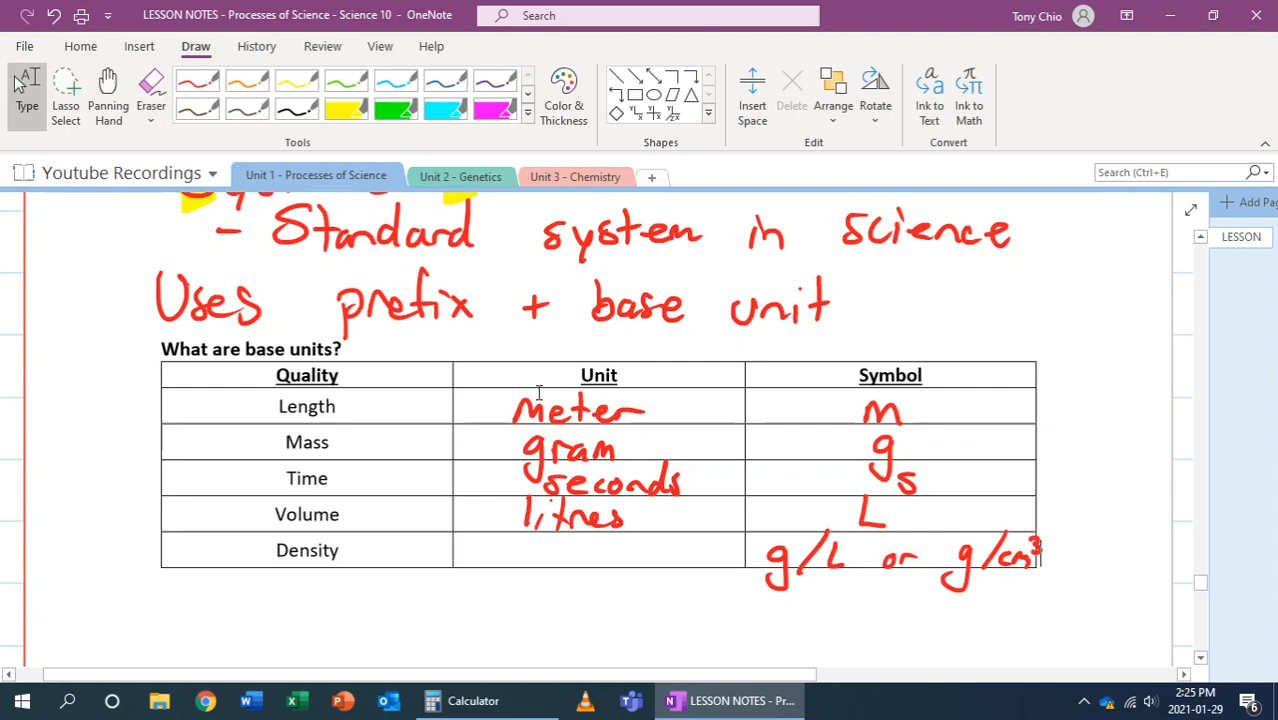 LESSON NOTES - Processes of Science - Science 10 - OneNote
Search
Tony Chio
File Home Insert Draw History Review View Help
Type
Lasso Select
Panning Hand
Eraser
Color & Thickness
Insert Space
Delete
Arrange
Rotate
Ink to Text
Ink to Math
Tools
Shapes
Edit
Convert
Youtube Recordings
Unit 1 - Processes of Science
Unit 2 - Genetics
Unit 3 - Chemistry
Search (Ctrl+E)
Add Pag
LESSON
- Standard system in science
Uses prefix + base unit
What are base units?
Quality Unit Symbol
Length meter m
Mass gram g
Time seconds s
Volume litres L
Density g/L or g/cm³
Calculator
LESSON NOTES - Pr...
2:25 PM
2021-01-29
6